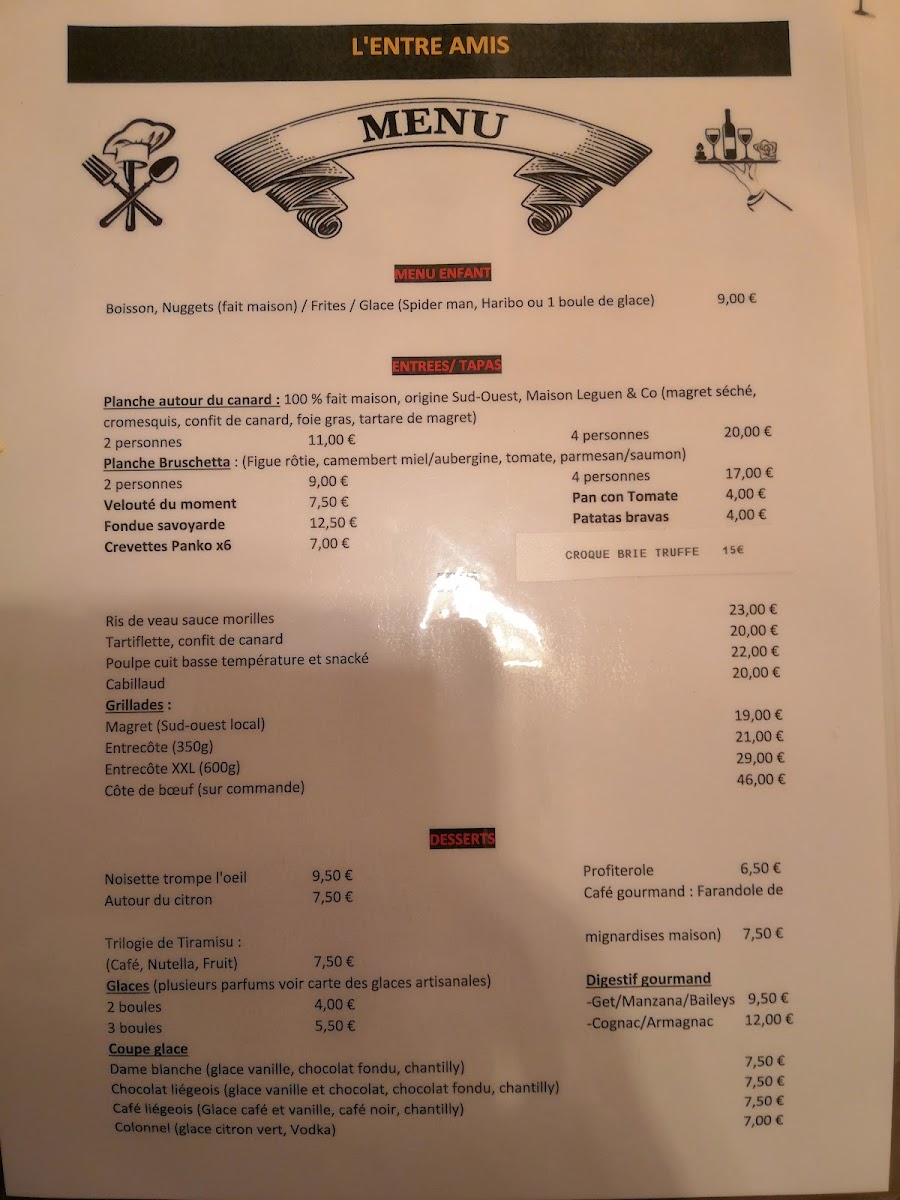 L'ENTRE AMIS
MENU
MENU ENFANT
Boisson, Nuggets (fait maison) / Frites / Glace (Spider man, Haribo ou 1 boule de glace) 9,00 €
ENTREES/ TAPAS
Planche autour du canard : 100 % fait maison, origine Sud-Ouest, Maison Leguen & Co (magret séché,
cromesquis, confit de canard, foie gras, tartare de magret)
2 personnes 11,00 € 4 personnes 20,00 €
Planche Bruschetta : (Figue rôtie, camembert miel/aubergine, tomate, parmesan/saumon)
2 personnes 9,00 € 4 personnes 17,00 €
Velouté du moment 7,50 € Pan con Tomate 4,00 €
Fondue savoyarde 12,50 € Patatas bravas 4,00 €
Crevettes Panko x6 7,00 €
CROQUE BRIE TRUFFE 15€
Ris de veau sauce morilles 23,00 €
Tartiflette, confit de canard 20,00 €
Poulpe cuit basse température et snacké 22,00 €
Cabillaud 20,00 €
Grillades :
Magret (Sud-ouest local) 19,00 €
Entrecôte (350g) 21,00 €
Entrecôte XXL (600g) 29,00 €
Côte de bœuf (sur commande) 46,00 €
DESSERTS
Noisette trompe l'oeil 9,50 € Profiterole 6,50 €
Autour du citron 7,50 € Café gourmand : Farandole de
mignardises maison) 7,50 €
Trilogie de Tiramisu :
(Café, Nutella, Fruit) 7,50 €
Glaces (plusieurs parfums voir carte des glaces artisanales) Digestif gourmand
2 boules 4,00 € -Get/Manzana/Baileys 9,50 €
3 boules 5,50 € -Cognac/Armagnac 12,00 €
Coupe glace
Dame blanche (glace vanille, chocolat fondu, chantilly) 7,50 €
Chocolat liégeois (glace vanille et chocolat, chocolat fondu, chantilly) 7,50 €
Café liégeois (Glace café et vanille, café noir, chantilly) 7,50 €
Colonnel (glace citron vert, Vodka) 7,00 €